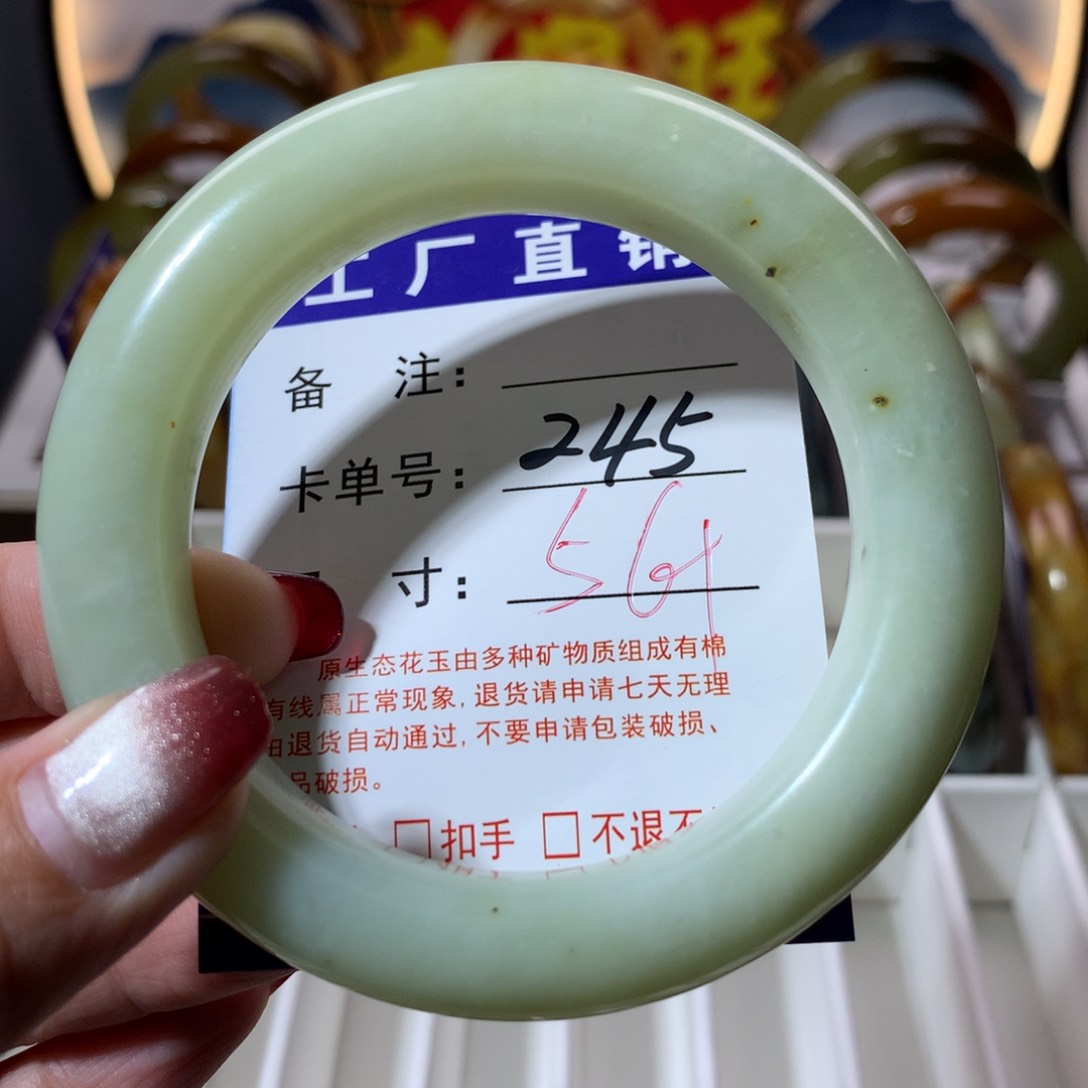 旺
工厂直销
备 注：
卡单号：245
寸：561
原生态花玉由多种矿物质组成有棉
有线属正常现象，退货请申请七天无理
由退货自动通过，不要申请包装破损、
品破损。
□扣手 □不退不